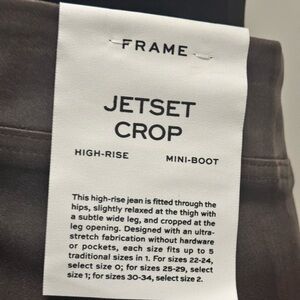 FRAME
JETSET
CROP
HIGH-RISE MINI-BOOT
This high-rise jean is fitted through the
hips, slightly relaxed at the thigh with
a subtle wide leg, and cropped at the
leg opening. Designed with an ultra-
stretch fabrication without hardware
or pockets, each size fits up to 5
traditional sizes in 1. For sizes 22-24,
select size 0; for sizes 25-29, select
size 1; for sizes 30-34, select size 2.